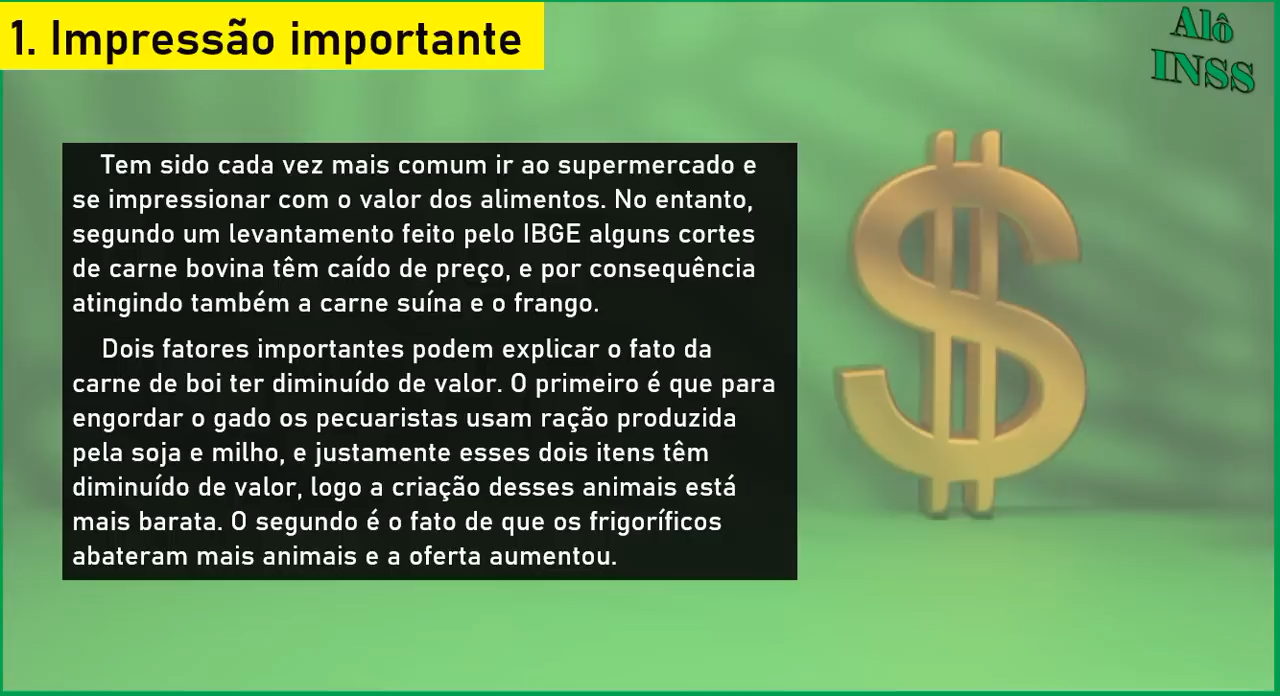 1. Impressão importante
Alô
INSS
Tem sido cada vez mais comum ir ao supermercado e
se impressionar com o valor dos alimentos. No entanto,
segundo um levantamento feito pelo IBGE alguns cortes
de carne bovina têm caído de preço, e por consequência
atingindo também a carne suína e o frango.
Dois fatores importantes podem explicar o fato da
carne de boi ter diminuído de valor. O primeiro é que para
engordar o gado os pecuaristas usam ração produzida
pela soja e milho, e justamente esses dois itens têm
diminuído de valor, logo a criação desses animais está
mais barata. O segundo é o fato de que os frigoríficos
abateram mais animais e a oferta aumentou.